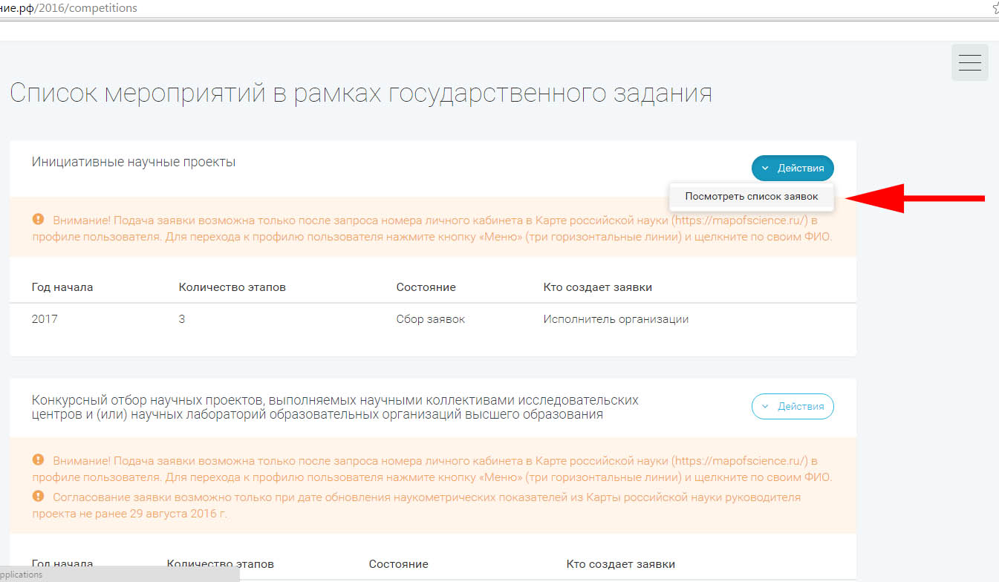 ние.рф/2016/competitions
Список мероприятий в рамках государственного задания
Инициативные научные проекты
Действия
Посмотреть список заявок
Внимание! Подача заявки возможна только после запроса номера личного кабинета в Карте российской науки (https://mapofscience.ru/) в
профиле пользователя. Для перехода к профилю пользователя нажмите кнопку «Меню» (три горизонтальные линии) и щелкните по своим ФИО.
Год начала Количество этапов Состояние Кто создает заявки
2017 3 Сбор заявок Исполнитель организации
Конкурсный отбор научных проектов, выполняемых научными коллективами исследовательских
центров и (или) научных лабораторий образовательных организаций высшего образования
Действия
Внимание! Подача заявки возможна только после запроса номера личного кабинета в Карте российской науки (https://mapofscience.ru/) в
профиле пользователя. Для перехода к профилю пользователя нажмите кнопку «Меню» (три горизонтальные линии) и щелкните по своим ФИО.
Согласование заявки возможно только при дате обновления наукометрических показателей из Карты российской науки руководителя
проекта не ранее 29 августа 2016 г.
Год начала Количество этапов Состояние Кто создает заявки
pplications